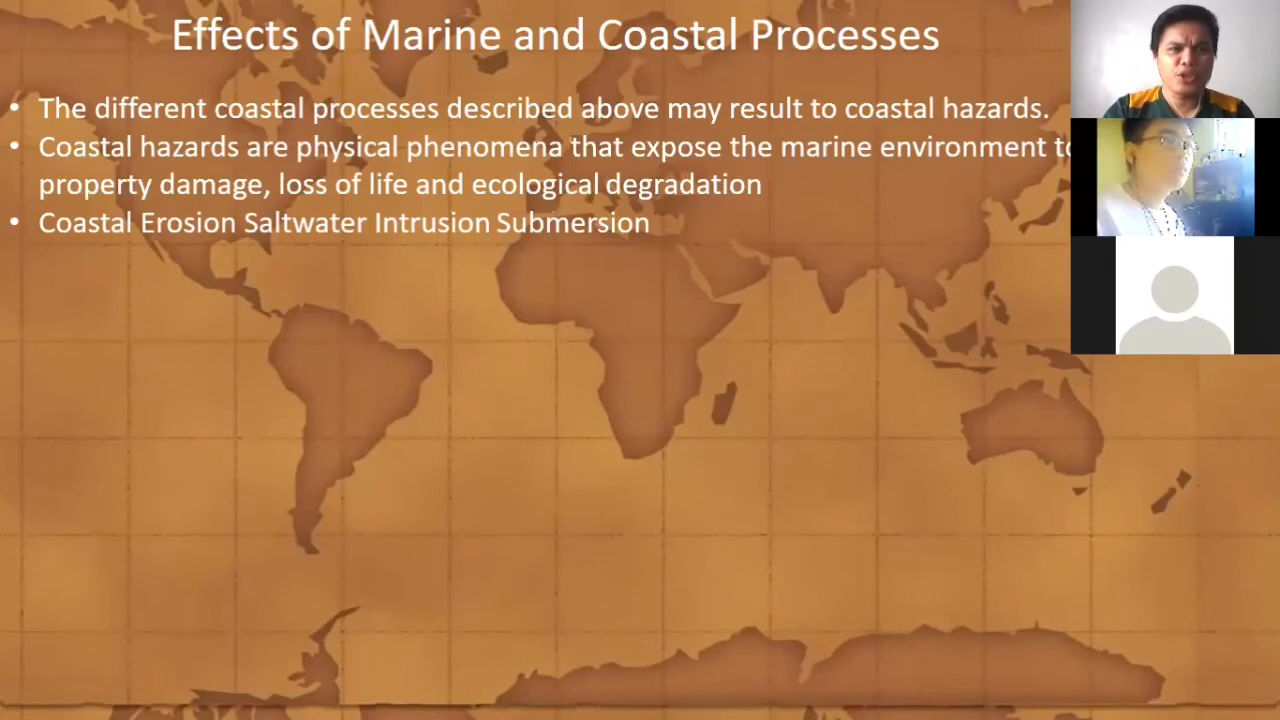 Effects of Marine and Coastal Processes
• The different coastal processes described above may result to coastal hazards.
• Coastal hazards are physical phenomena that expose the marine environment to
property damage, loss of life and ecological degradation
• Coastal Erosion Saltwater Intrusion Submersion